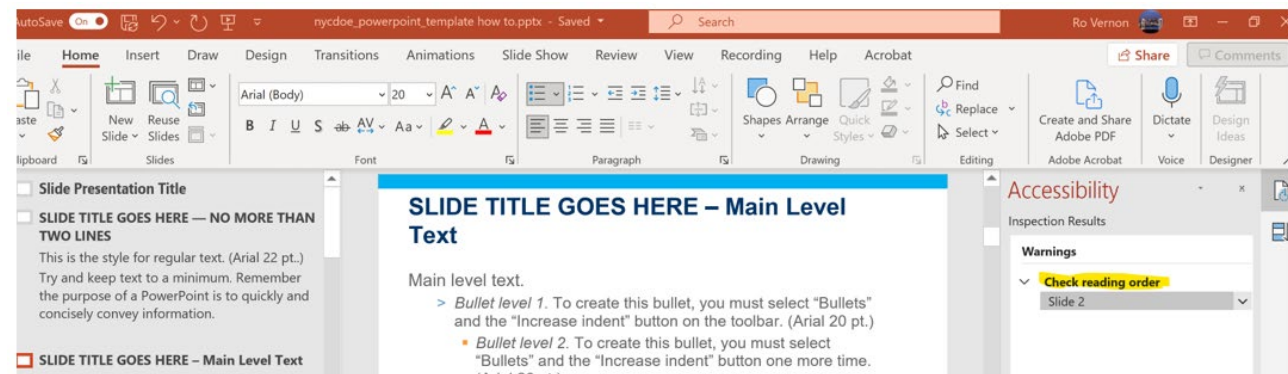 AutoSave On nycdoe_powerpoint_template how to.pptx - Saved Search Ro Vernon
ile Home Insert Draw Design Transitions Animations Slide Show Review View Recording Help Acrobat Share Comments
Arial (Body) 20 Find
aste New Slide Reuse Slides B I U S ab AV Aa A Shapes Arrange Quick Styles Replace Create and Share Adobe PDF Dictate Design Ideas
Select
lipboard Slides Font Paragraph Drawing Editing Adobe Acrobat Voice Designer
Slide Presentation Title
SLIDE TITLE GOES HERE — NO MORE THAN
TWO LINES
This is the style for regular text. (Arial 22 pt..)
Try and keep text to a minimum. Remember
the purpose of a PowerPoint is to quickly and
concisely convey information.
SLIDE TITLE GOES HERE – Main Level Text
SLIDE TITLE GOES HERE – Main Level
Text
Main level text.
> Bullet level 1. To create this bullet, you must select “Bullets”
and the “Increase indent” button on the toolbar. (Arial 20 pt.)
▪ Bullet level 2. To create this bullet, you must select
“Bullets” and the “Increase indent” button one more time.
Accessibility
Inspection Results
Warnings
Check reading order
Slide 2